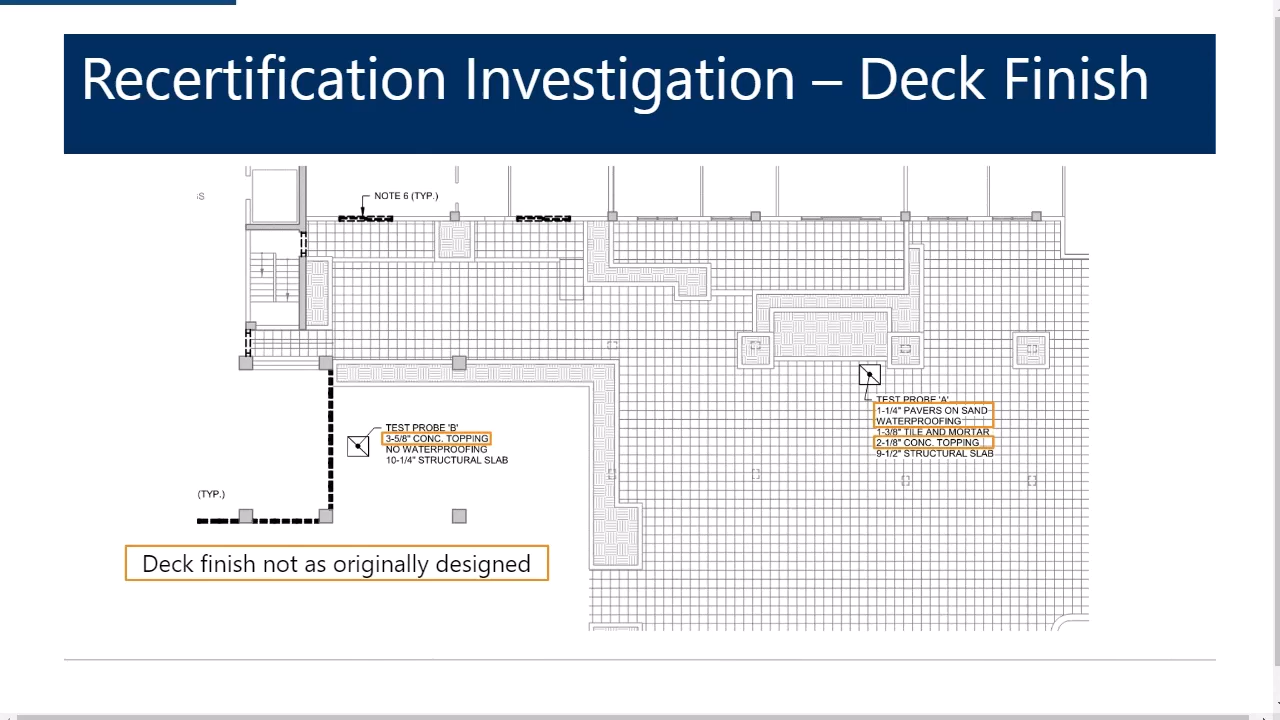 Recertification Investigation – Deck Finish
S
NOTE 6 (TYP.)
TEST PROBE 'A'
1-1/4" PAVERS ON SAND
WATERPROOFING
1-3/8" TILE AND MORTAR
2-1/8" CONC. TOPPING
9-1/2" STRUCTURAL SLAB
TEST PROBE 'B'
3-5/8" CONC. TOPPING
NO WATERPROOFING
10-1/4" STRUCTURAL SLAB
(TYP.)
Deck finish not as originally designed